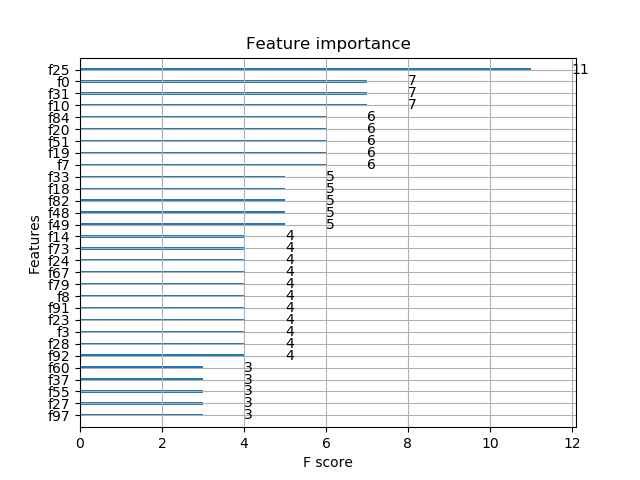 Feature importance
f25 11
f0 7
f31 7
f10 7
f84 6
f20 6
f51 6
f19 6
f7 6
f33 5
f18 5
f82 5
f48 5
f49 5
f14 4
f73 4
f24 4
f67 4
f79 4
f8 4
f91 4
f23 4
f3 4
f28 4
f92 4
f60 3
f37 3
f55 3
f27 3
f97 3
Features
0 2 4 6 8 10 12
F score